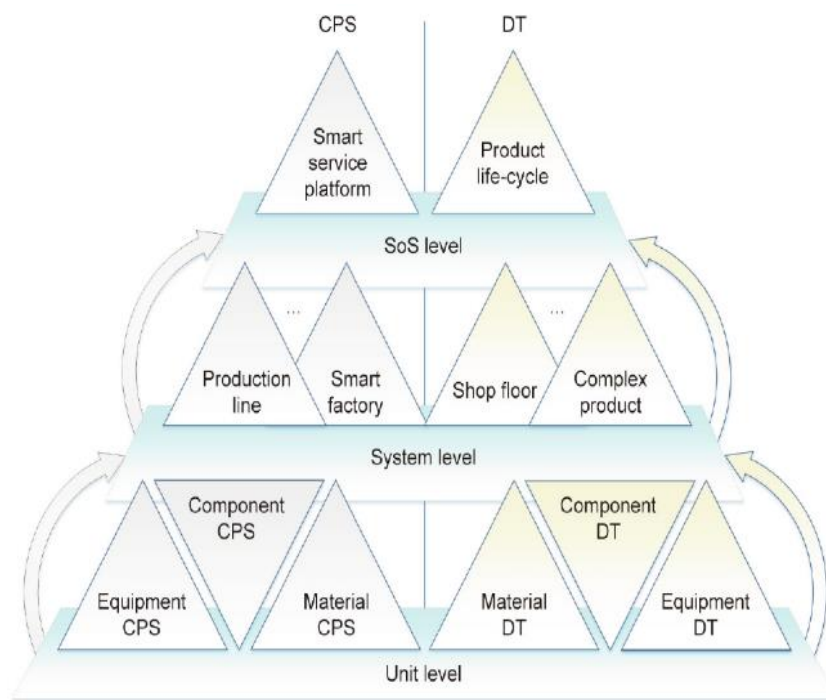 CPS
DT
Smart
service
platform
Product
life-cycle
SoS level
...
...
Production
line
Smart
factory
Shop floor
Complex
product
System level
Component
CPS
Component
DT
Equipment
CPS
Material
CPS
Material
DT
Equipment
DT
Unit level